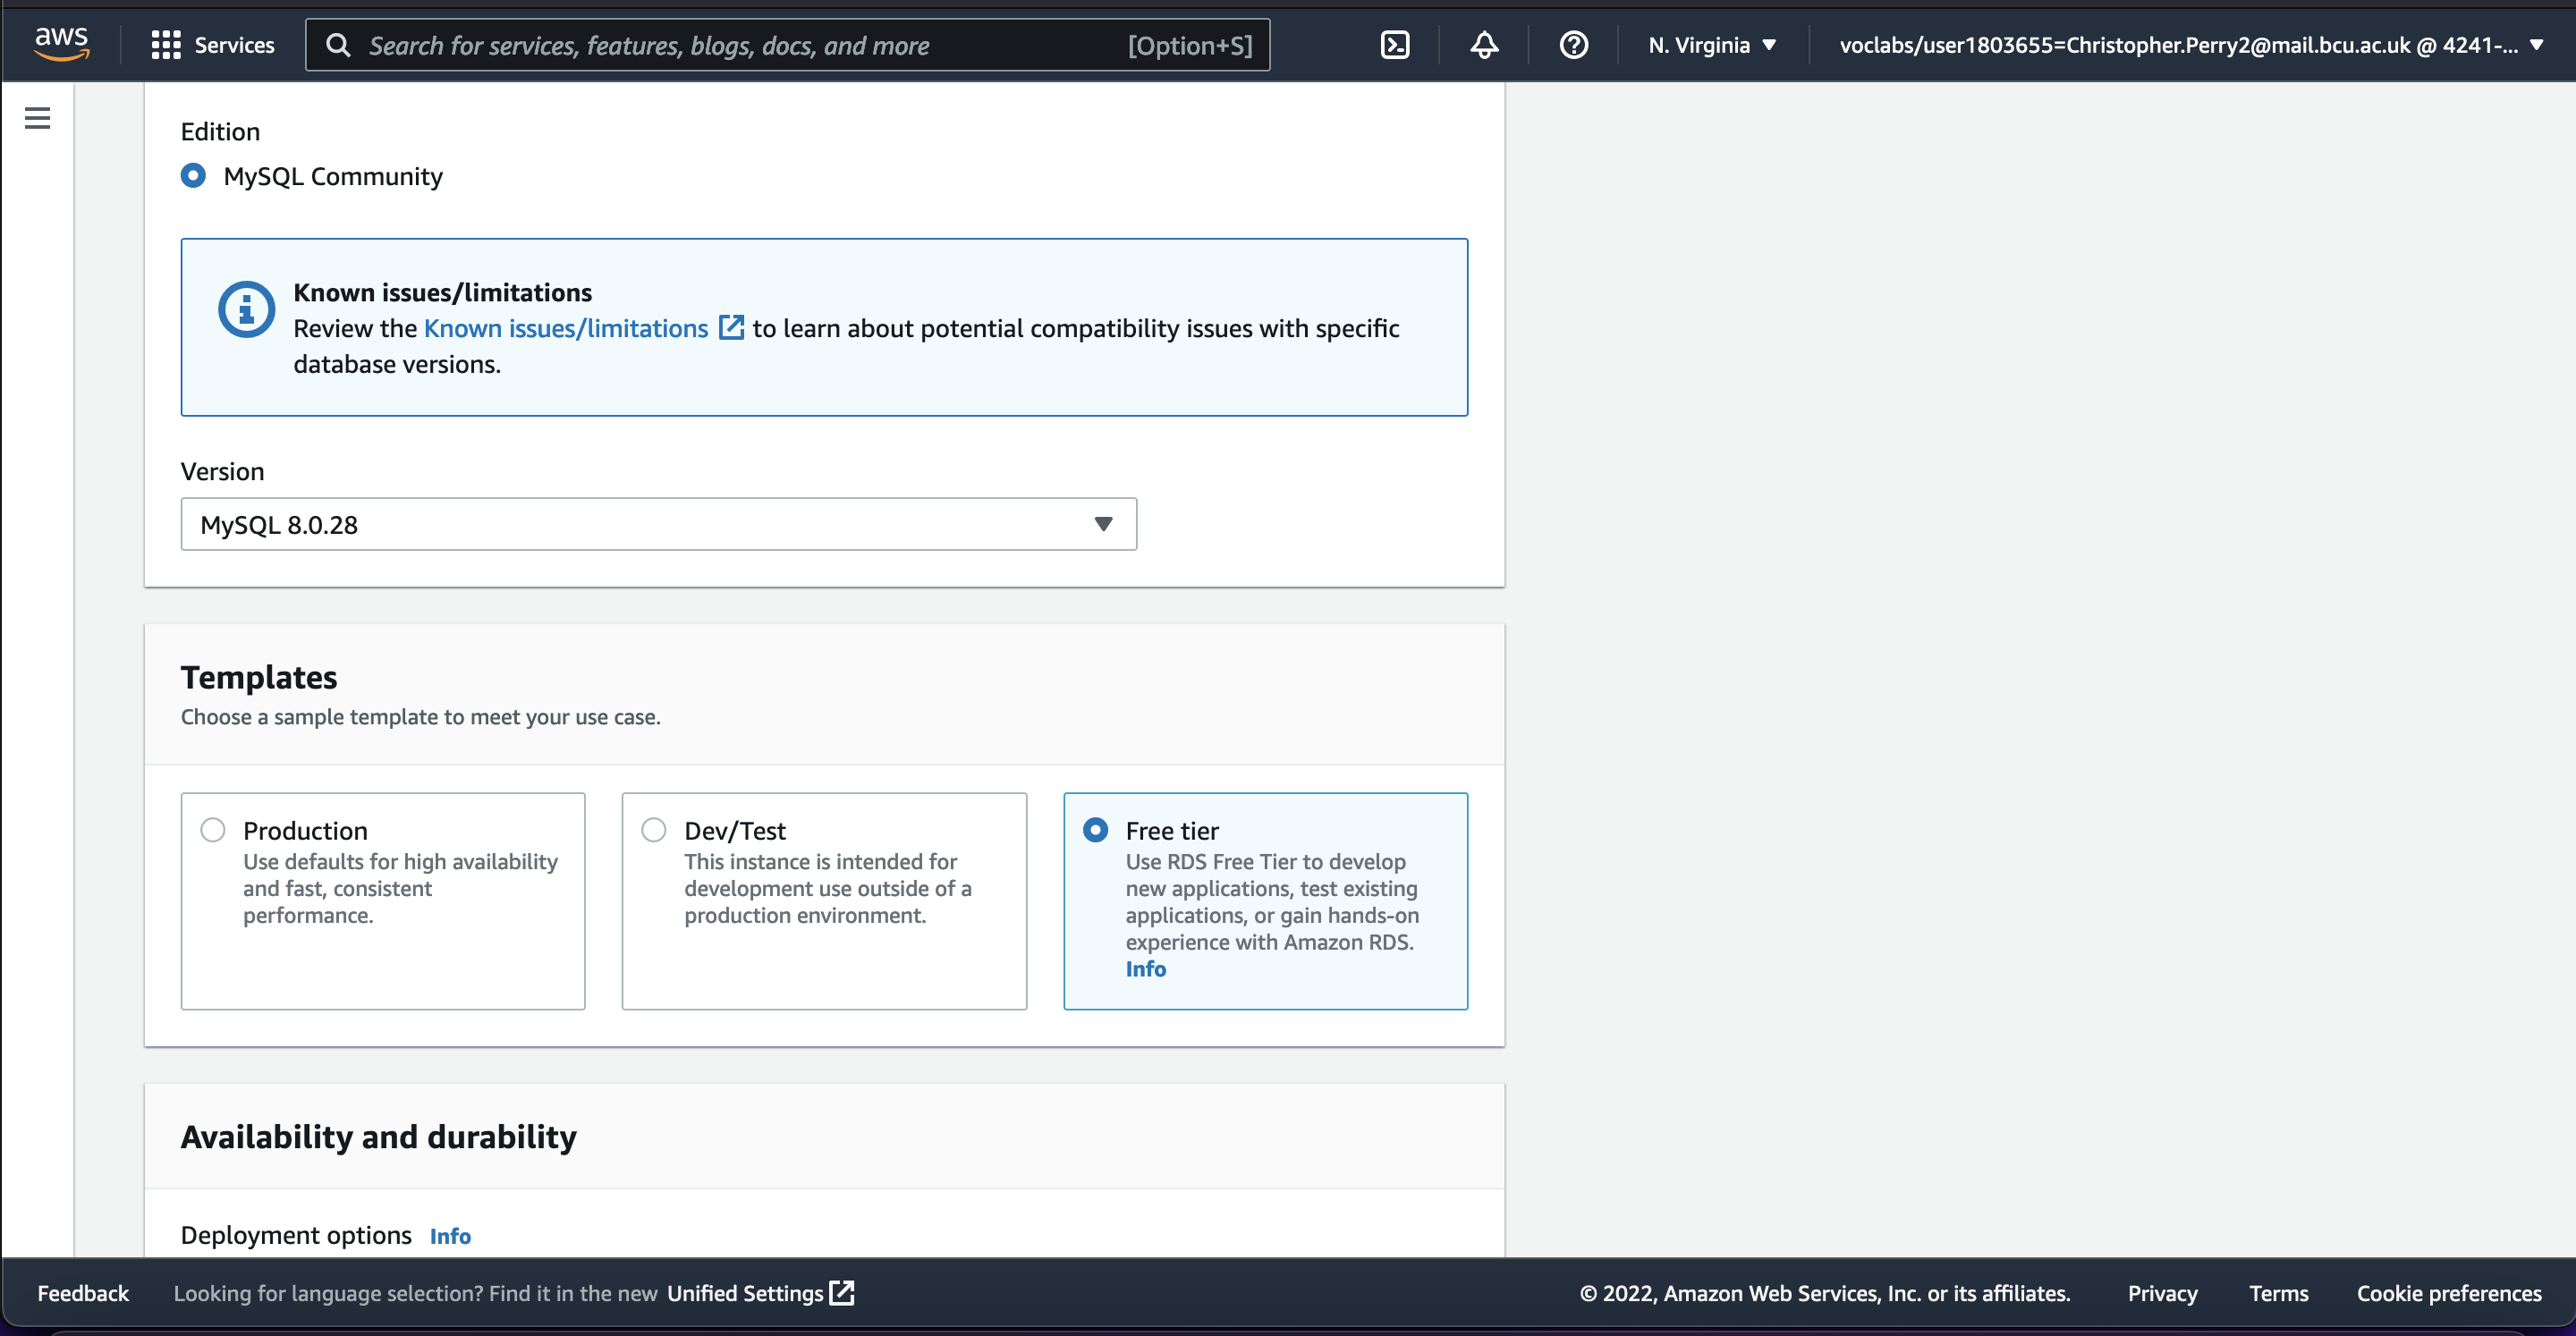 aws
Services
Search for services, features, blogs, docs, and more
[Option+S]
N. Virginia
voclabs/user1803655=Christopher.Perry2@mail.bcu.ac.uk @ 4241-...
Edition
MySQL Community
Known issues/limitations
Review the Known issues/limitations to learn about potential compatibility issues with specific
database versions.
Version
MySQL 8.0.28
Templates
Choose a sample template to meet your use case.
Production
Use defaults for high availability
and fast, consistent
performance.
Dev/Test
This instance is intended for
development use outside of a
production environment.
Free tier
Use RDS Free Tier to develop
new applications, test existing
applications, or gain hands-on
experience with Amazon RDS.
Info
Availability and durability
Deployment options Info
Feedback
Looking for language selection? Find it in the new Unified Settings
© 2022, Amazon Web Services, Inc. or its affiliates.
Privacy
Terms
Cookie preferences